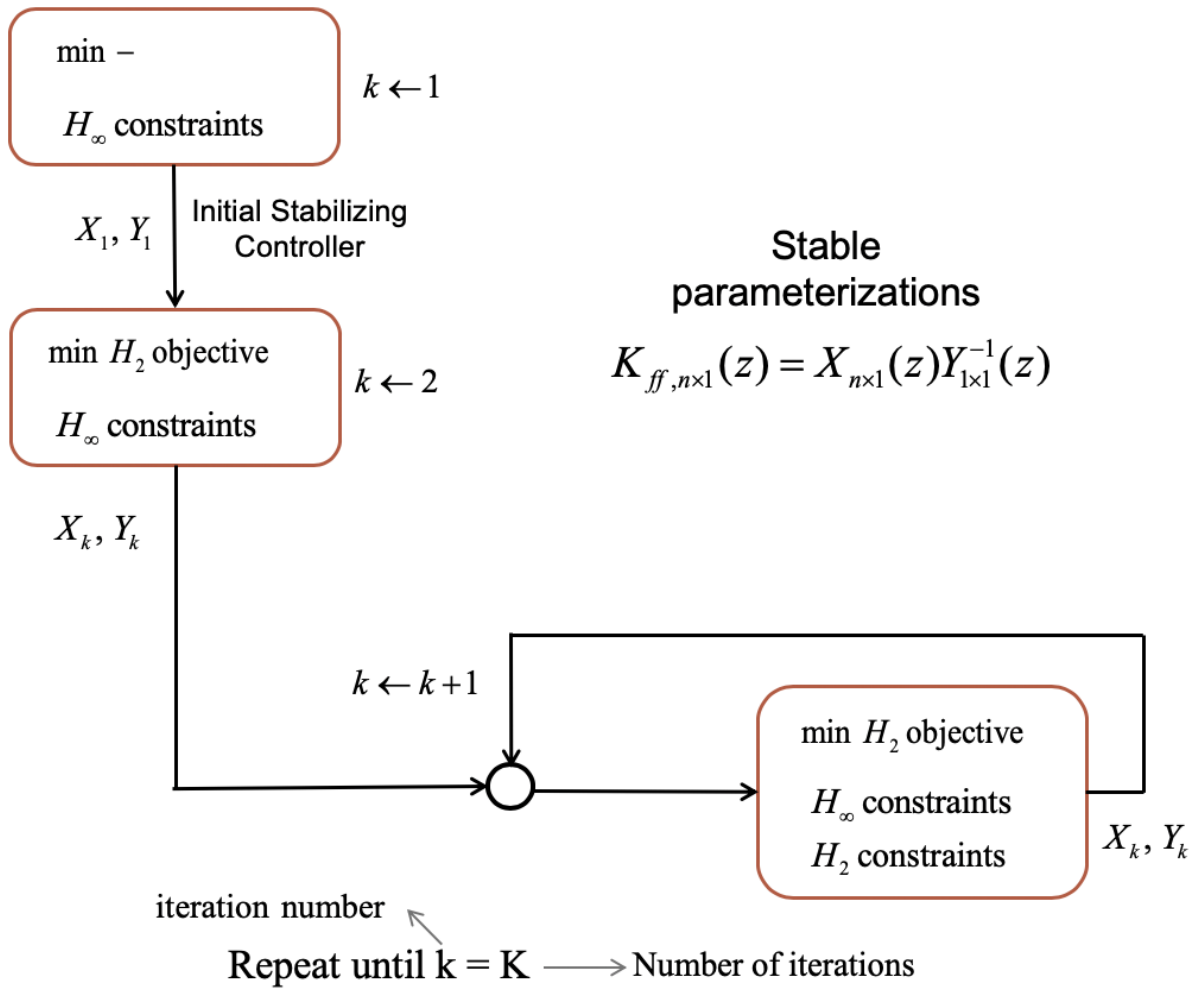 min –
H∞ constraints
k ← 1
X1, Y1
Initial Stabilizing
Controller
Stable
parameterizations
Kff,n×1(z) = Xn×1(z)Y1×1−1(z)
min H2 objective
H∞ constraints
k ← 2
Xk, Yk
k ← k+1
min H2 objective
H∞ constraints
H2 constraints
Xk, Yk
iteration number
Repeat until k = K
Number of iterations